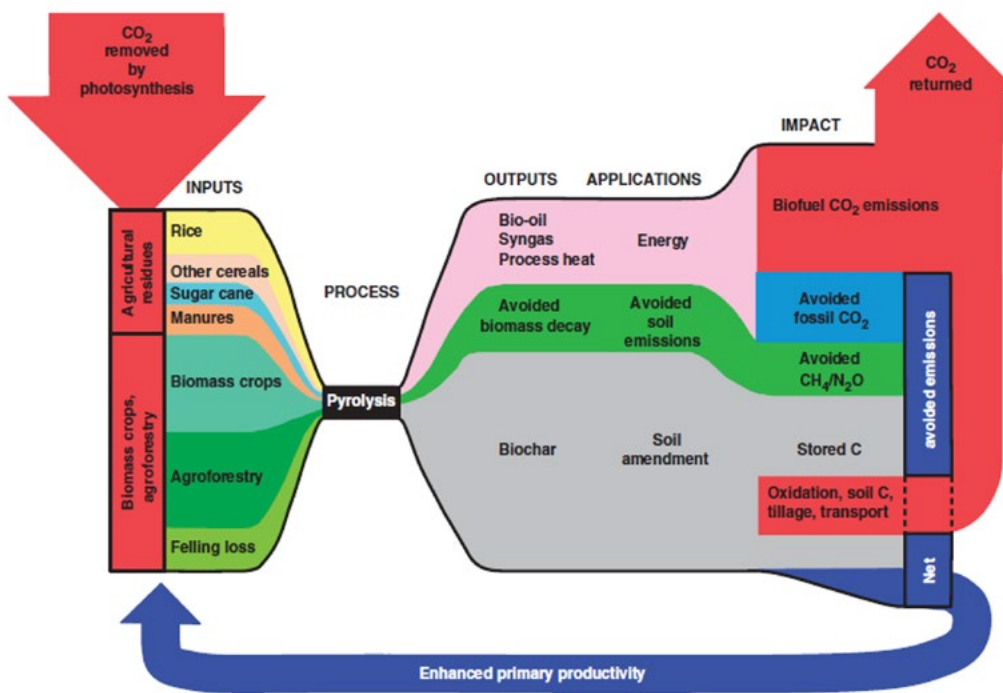 CO₂
removed
by
photosynthesis
CO₂
returned
IMPACT
INPUTS
OUTPUTS
APPLICATIONS
PROCESS
Agricultural
residues
Rice
Other cereals
Sugar cane
Manures
Biomass crops,
agroforestry
Biomass crops
Agroforestry
Felling loss
Pyrolysis
Bio-oil
Syngas
Process heat
Energy
Biofuel CO₂ emissions
Avoided
biomass decay
Avoided
soil
emissions
Avoided
fossil CO₂
Avoided
CH₄/N₂O
Biochar
Soil
amendment
Stored C
Oxidation, soil C,
tillage, transport
avoided emissions
Net
Enhanced primary productivity